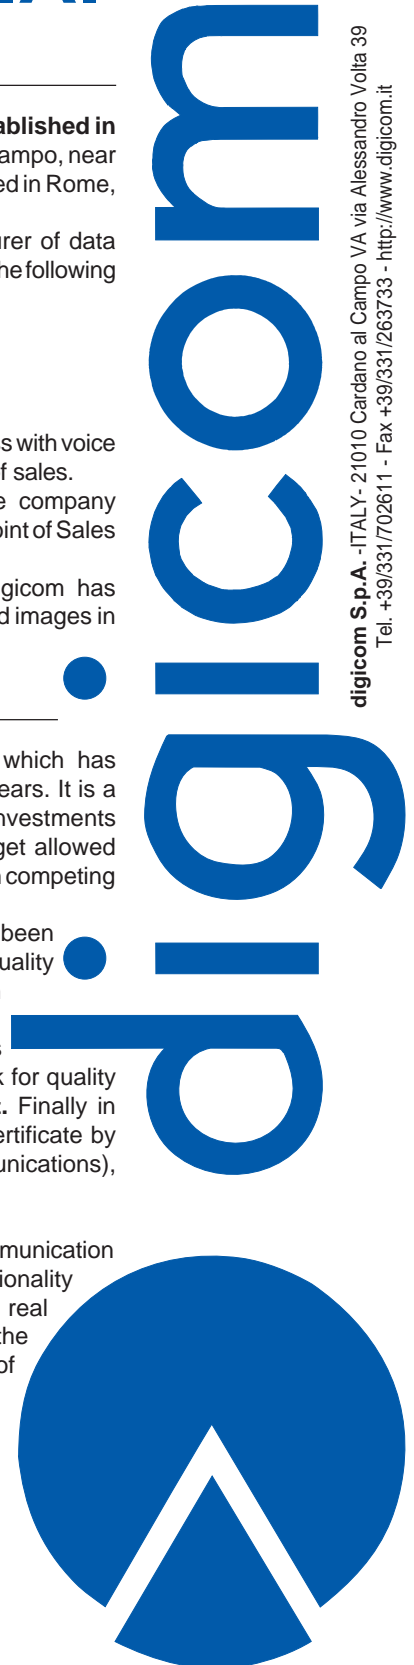 ablished in
ampo, near
ed in Rome,
rer of data
he following
s with voice
f sales.
e company
oint of Sales
gicom has
d images in
which has
ears. It is a
nvestments
get allowed
competing
been
uality
k for quality
Finally in
ertificate by
unications),
mmunication
ionality
real
the
of
digicom
digicom S.p.A. -ITALY- 21010 Cardano al Campo VA via Alessandro Volta 39
Tel. +39/331/702611 - Fax +39/331/263733 - http://www.digicom.it